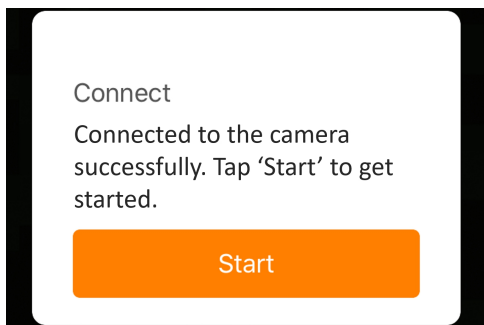 Connect
Connected to the camera
successfully. Tap ‘Start’ to get
started.
Start